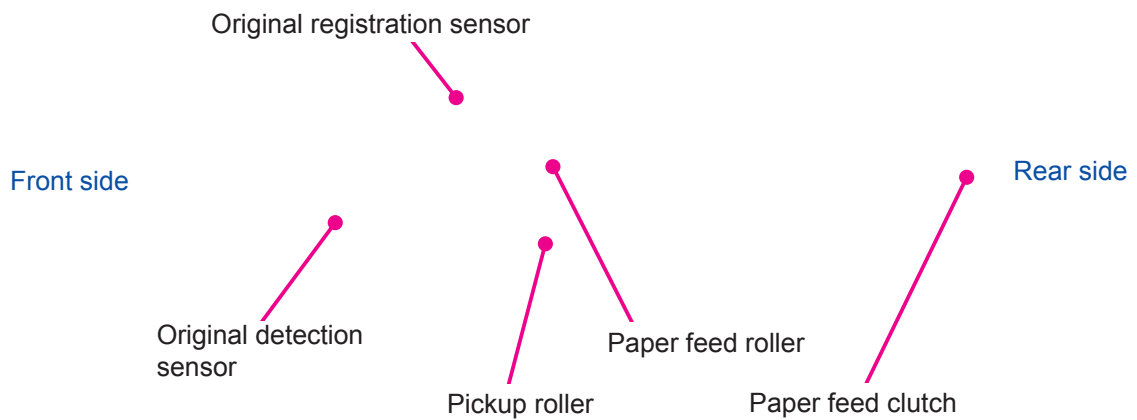 Original registration sensor
Front side
Rear side
Original detection
sensor
Paper feed roller
Pickup roller
Paper feed clutch